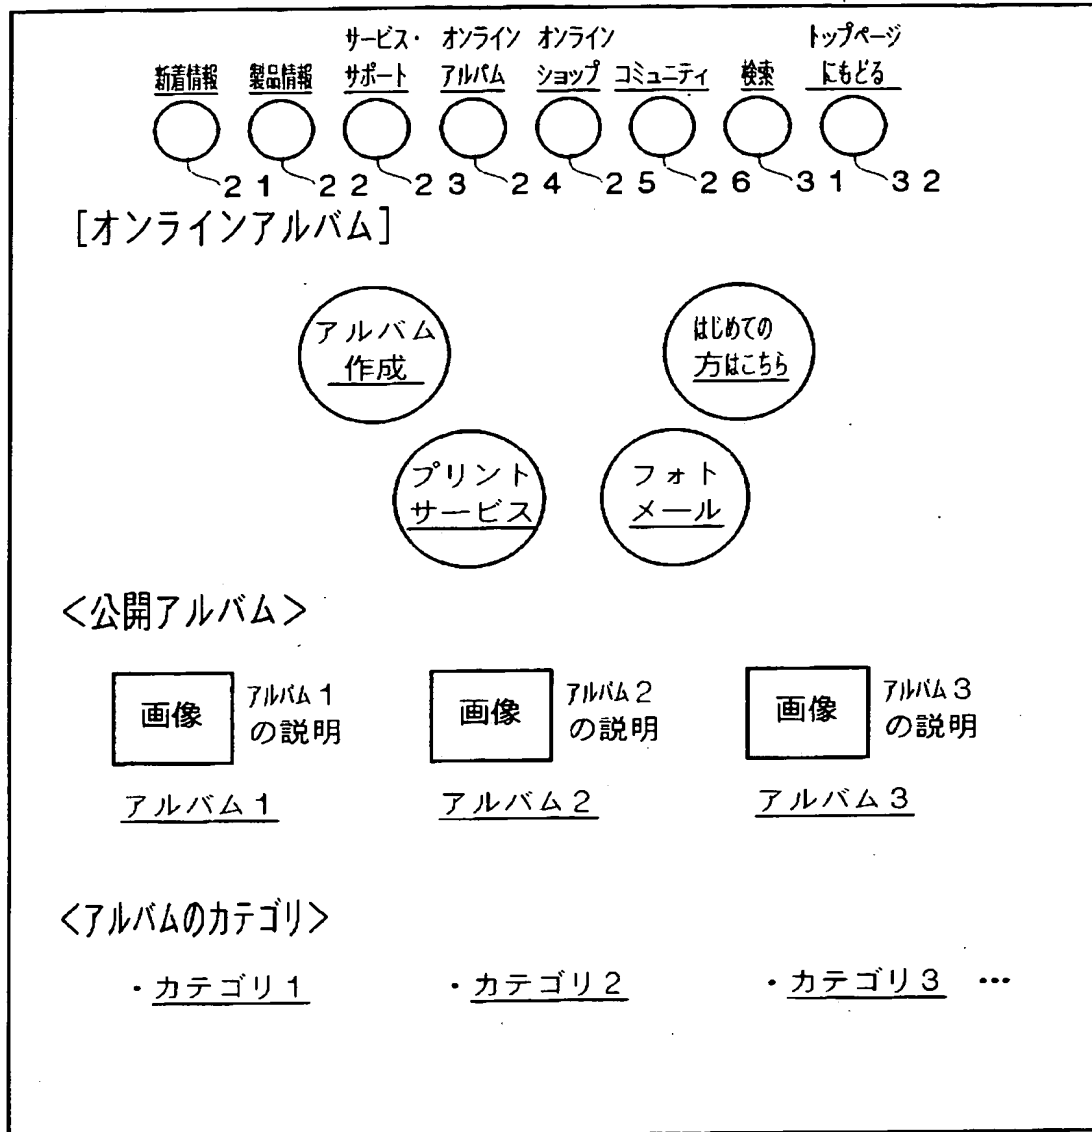 サービス・ オンライン オンライン トップページ
新着情報 製品情報 サポート アルバム ショップ コミュニティ 検索 にもどる
21 22 23 24 25 26 31 32
[オンラインアルバム]
アルバム
作成
はじめての
方はこちら
プリント
サービス
フォト
メール
<公開アルバム>
画像 アルバム1
の説明
画像 アルバム2
の説明
画像 アルバム3
の説明
アルバム1 アルバム2 アルバム3
<アルバムのカテゴリ>
・カテゴリ1 ・カテゴリ2 ・カテゴリ3 …